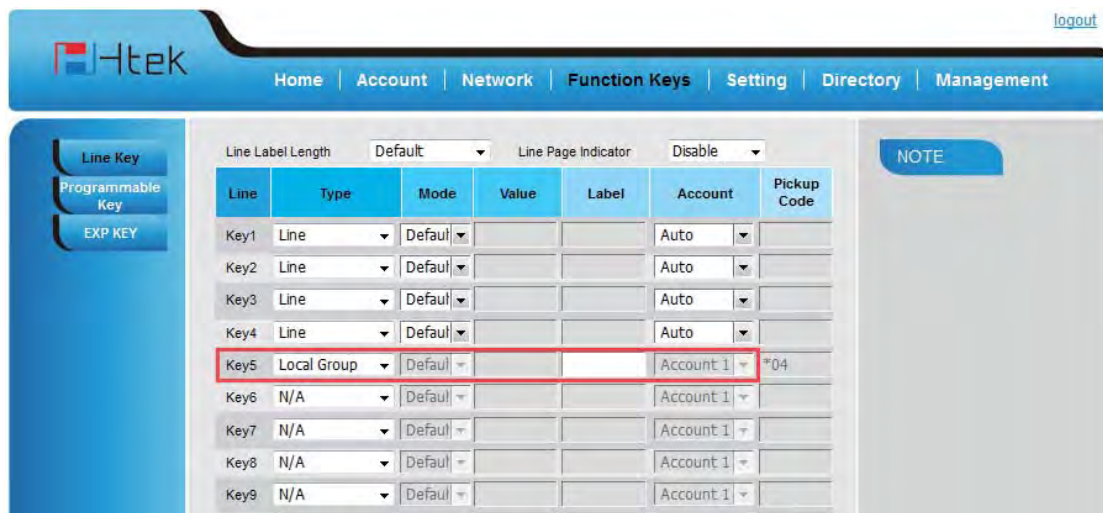 logout
Htek
Home | Account | Network | Function Keys | Setting | Directory | Management
Line Key
Programmable Key
EXP KEY
Line Label Length Default Line Page Indicator Disable
NOTE
Line Type Mode Value Label Account Pickup Code
Key1 Line Defaul Auto
Key2 Line Defaul Auto
Key3 Line Defaul Auto
Key4 Line Defaul Auto
Key5 Local Group Defaul Account 1 *04
Key6 N/A Defaul Account 1
Key7 N/A Defaul Account 1
Key8 N/A Defaul Account 1
Key9 N/A Defaul Account 1